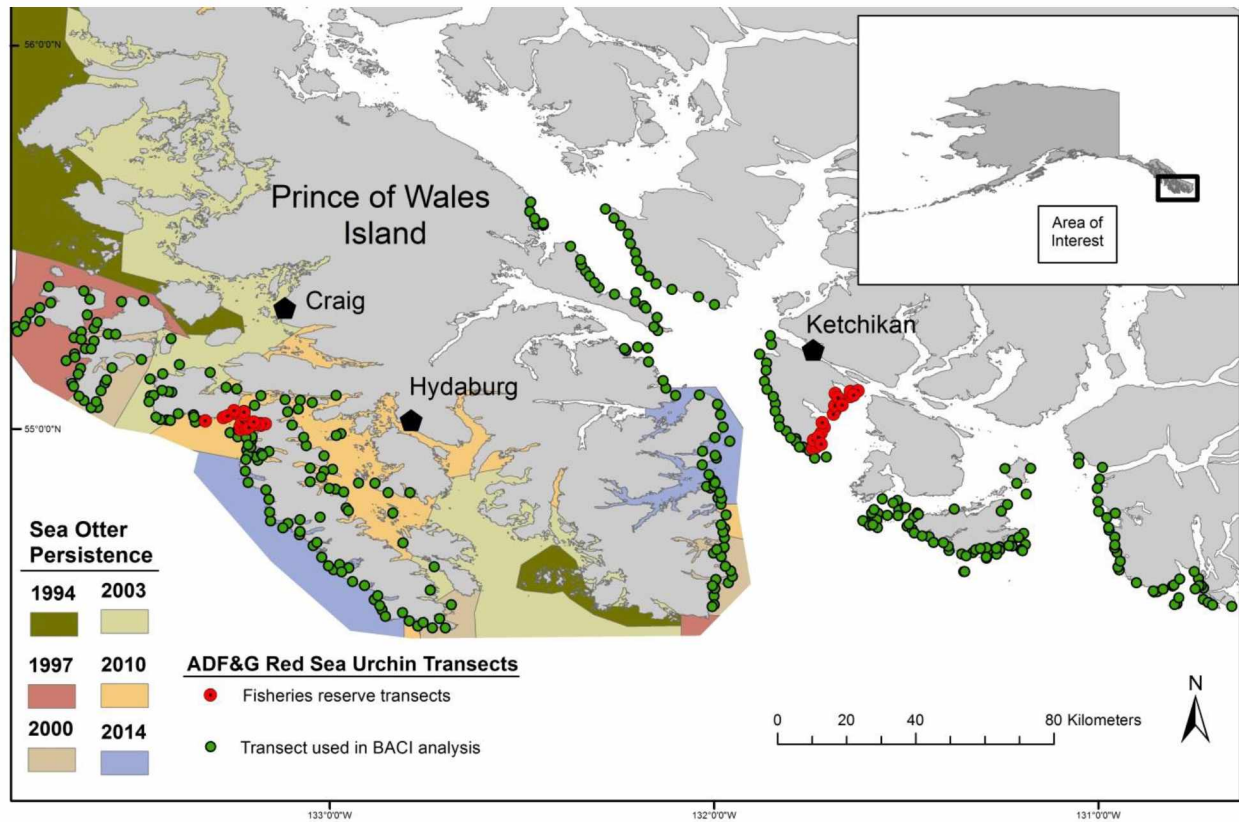 56°0'0"N
55°0'0"N
Prince of Wales
Island
Craig
Hydaburg
Ketchikan
Area of
Interest
Sea Otter
Persistence
1994 2003
1997 2010
2000 2014
ADF&G Red Sea Urchin Transects
Fisheries reserve transects
Transect used in BACI analysis
N
0 20 40 80 Kilometers
133°0'0"W 132°0'0"W 131°0'0"W